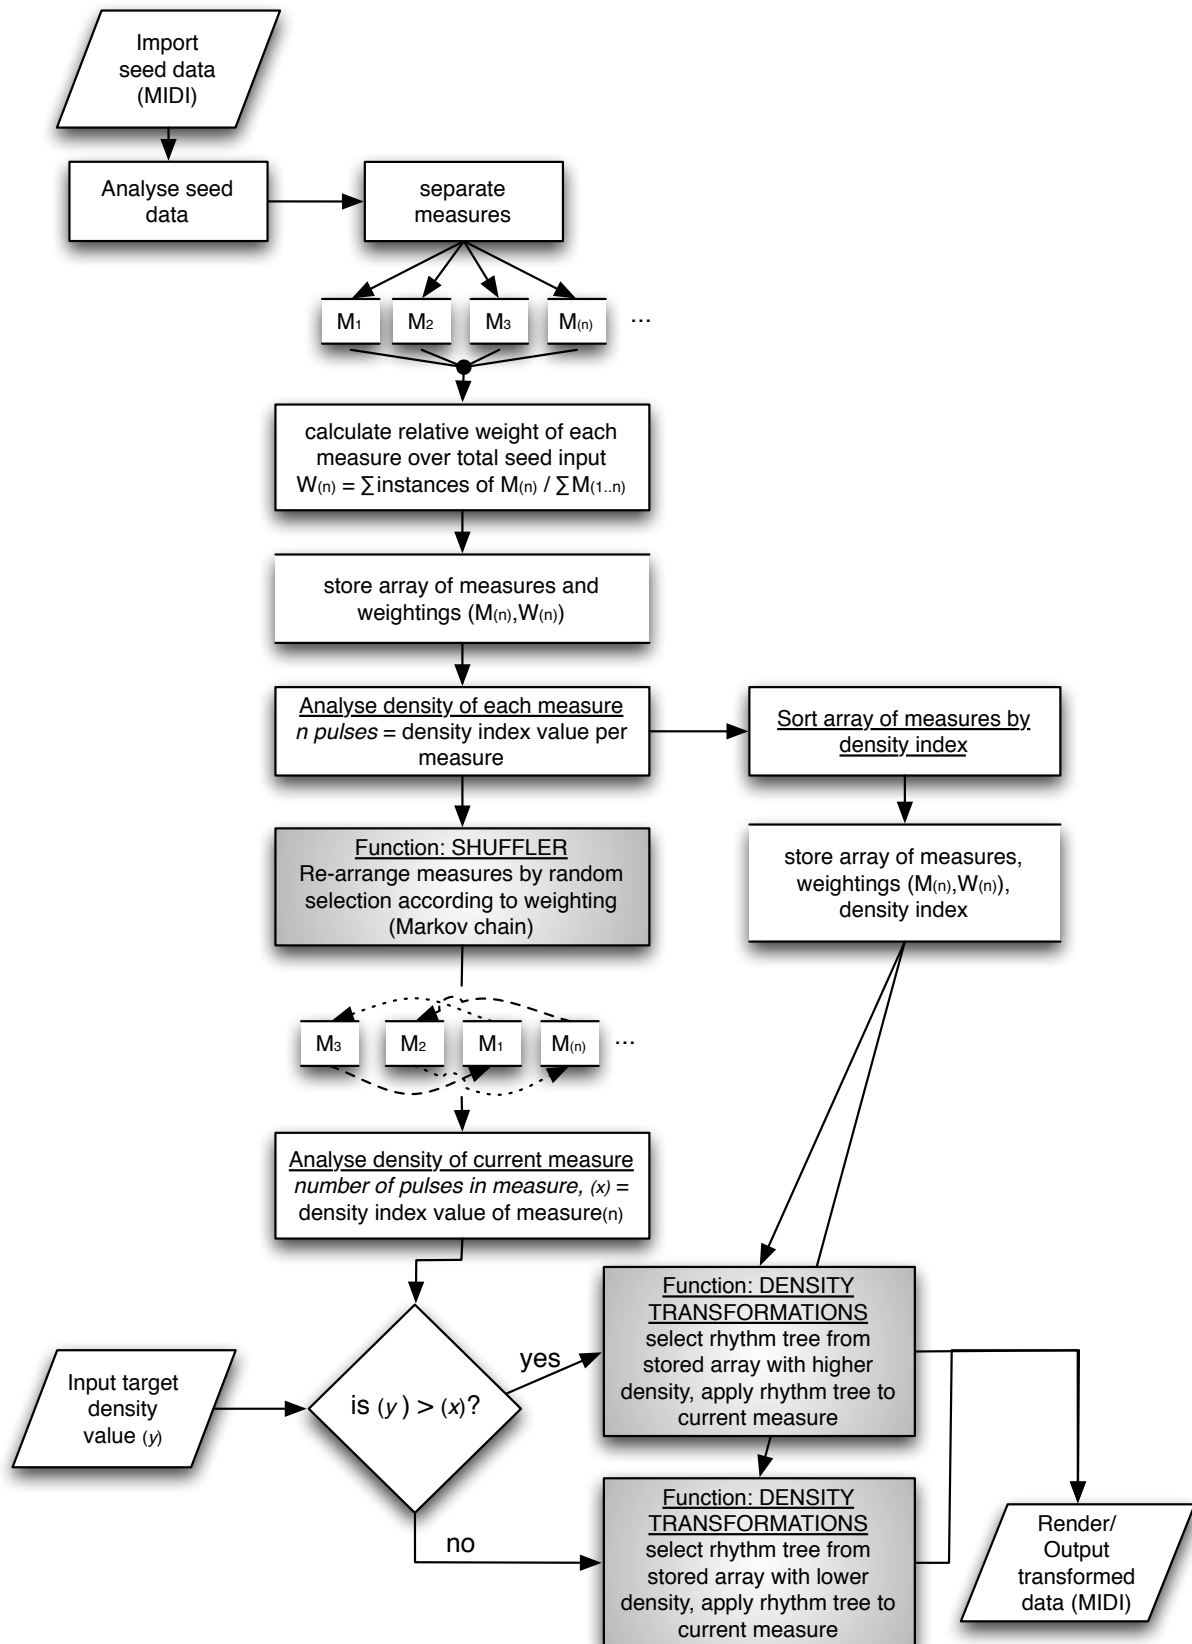 Import
seed data
(MIDI)
Analyse seed
data
separate
measures
M1
M2
M3
M(n)
...
calculate relative weight of each
measure over total seed input
W(n) = ∑instances of M(n) / ∑M(1..n)
store array of measures and
weightings (M(n),W(n))
Analyse density of each measure
n pulses = density index value per
measure
Sort array of measures by
density index
Function: SHUFFLER
Re-arrange measures by random
selection according to weighting
(Markov chain)
store array of measures,
weightings (M(n),W(n)),
density index
M3
M2
M1
M(n)
...
Analyse density of current measure
number of pulses in measure, (x) =
density index value of measure(n)
Input target
density
value (y)
is (y) > (x)?
yes
Function: DENSITY
TRANSFORMATIONS
select rhythm tree from
stored array with higher
density, apply rhythm tree to
current measure
no
Function: DENSITY
TRANSFORMATIONS
select rhythm tree from
stored array with lower
density, apply rhythm tree to
current measure
Render/
Output
transformed
data (MIDI)